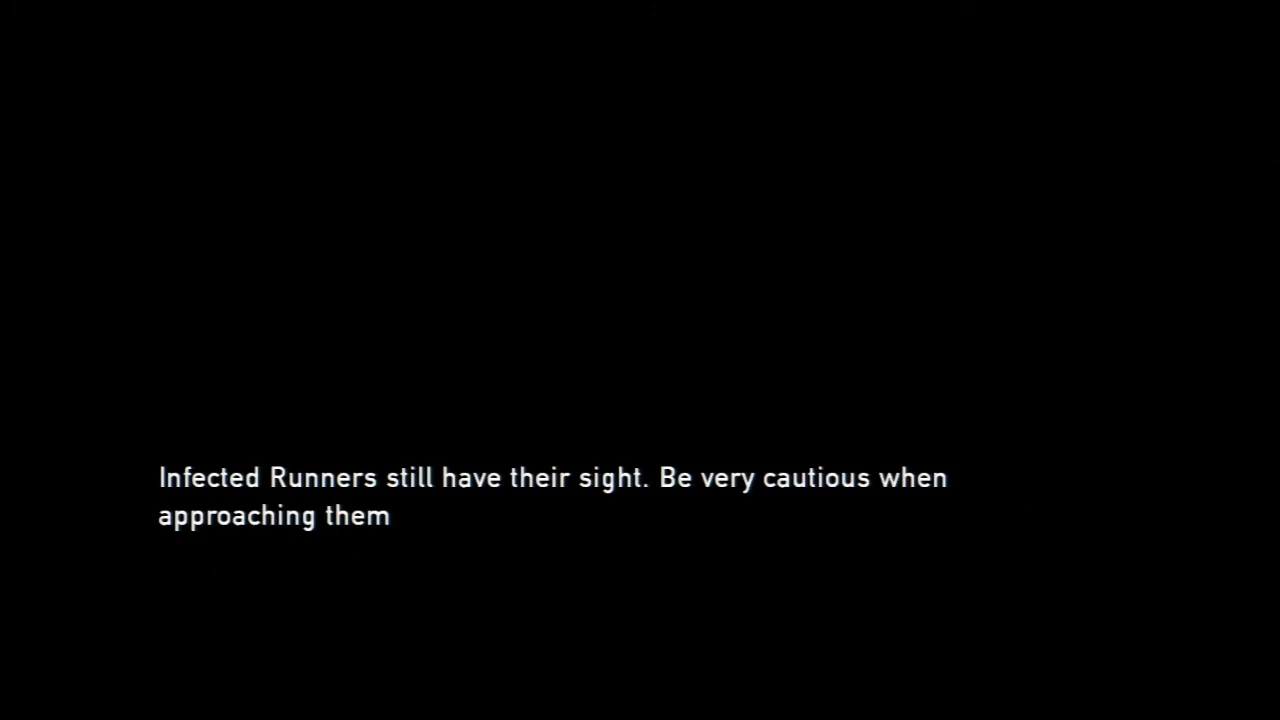 Infected Runners still have their sight. Be very cautious when
approaching them